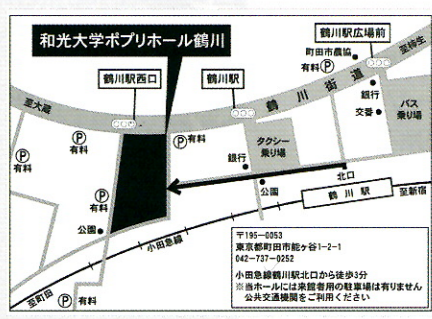 和光大学ポプリホール鶴川
鶴川駅広場前
至柿生
町田市農協
有料 Ⓟ
鶴川駅西口
鶴川駅
鶴川街道
至大蔵
銀行
交番
バス
乗り場
Ⓟ
有料
Ⓟ有料
タクシー
乗り場
Ⓟ
有料
銀行
北口
Ⓟ
有料
公園
鶴川駅
至新宿
公園
小田急線
〒195-0053
東京都町田市能ヶ谷1-2-1
042-737-0252
小田急線鶴川駅北口から徒歩3分
※当ホールには来館者用の駐車場は有りません
公共交通機関をご利用ください
至町田
Ⓟ 有料